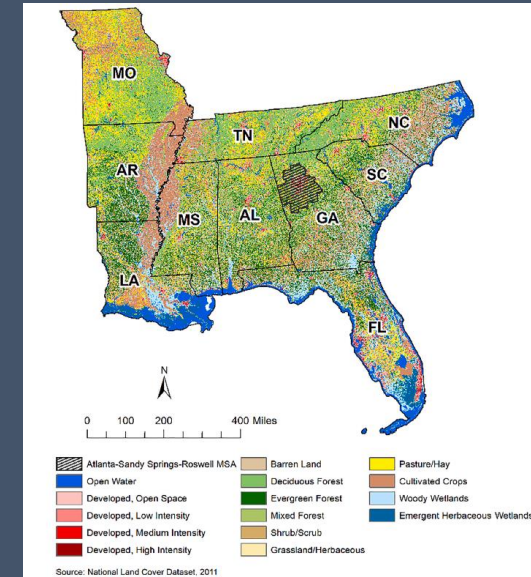 MO
NC
TN
AR
SC
MS
AL
GA
LA
FL
N
0 100 200 400 Miles
Atlanta-Sandy Springs-Roswell MSA
Open Water
Developed, Open Space
Developed, Low Intensity
Developed, Medium Intensity
Developed, High Intensity
Barren Land
Deciduous Forest
Evergreen Forest
Mixed Forest
Shrub/Scrub
Grassland/Herbaceous
Pasture/Hay
Cultivated Crops
Woody Wetlands
Emergent Herbaceous Wetlands
Source: National Land Cover Dataset, 2011